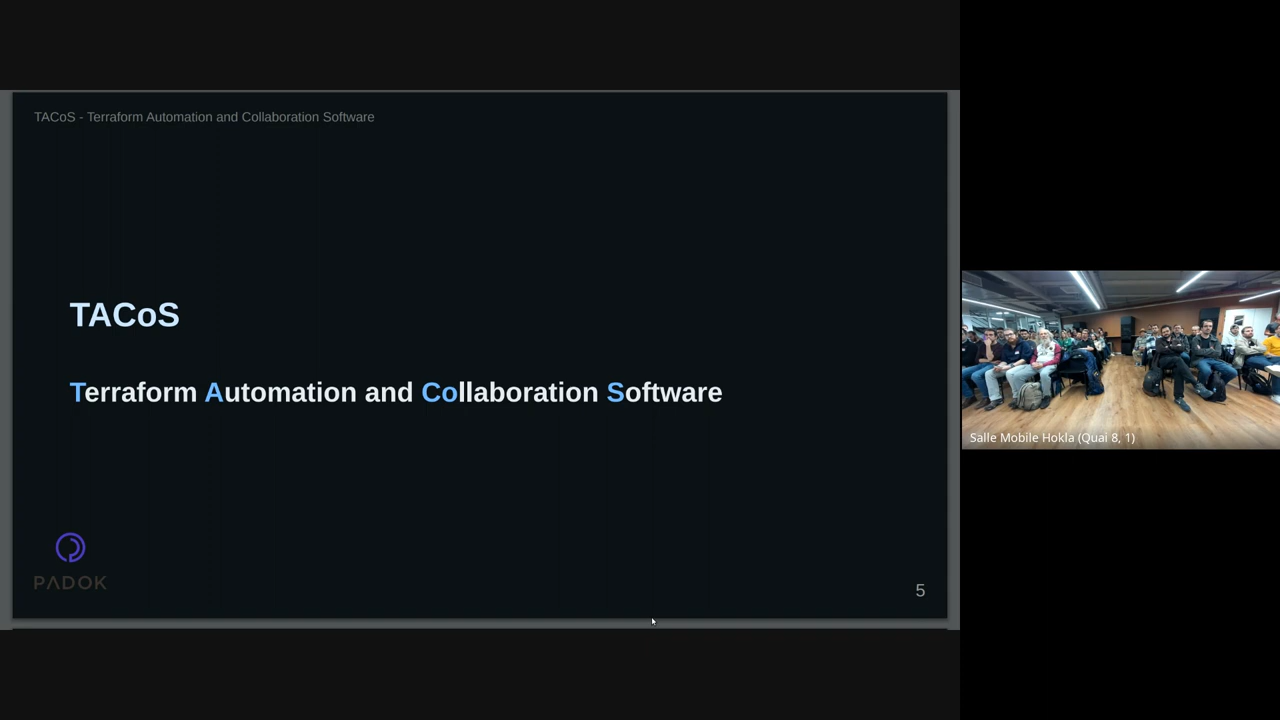 TACoS - Terraform Automation and Collaboration Software
TACoS
Terraform Automation and Collaboration Software
PADOK
5
Salle Mobile Hokla (Quai 8, 1)